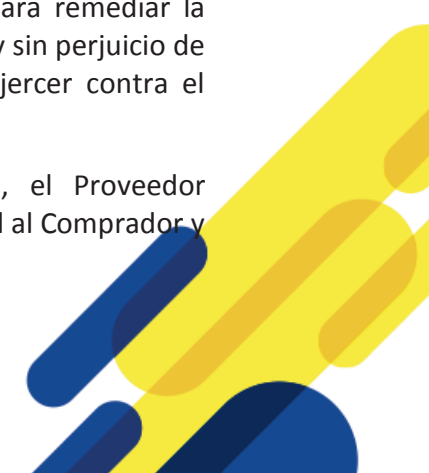 ara remediar la
y sin perjuicio de
jercer contra el
, el Proveedor
l al Comprador y